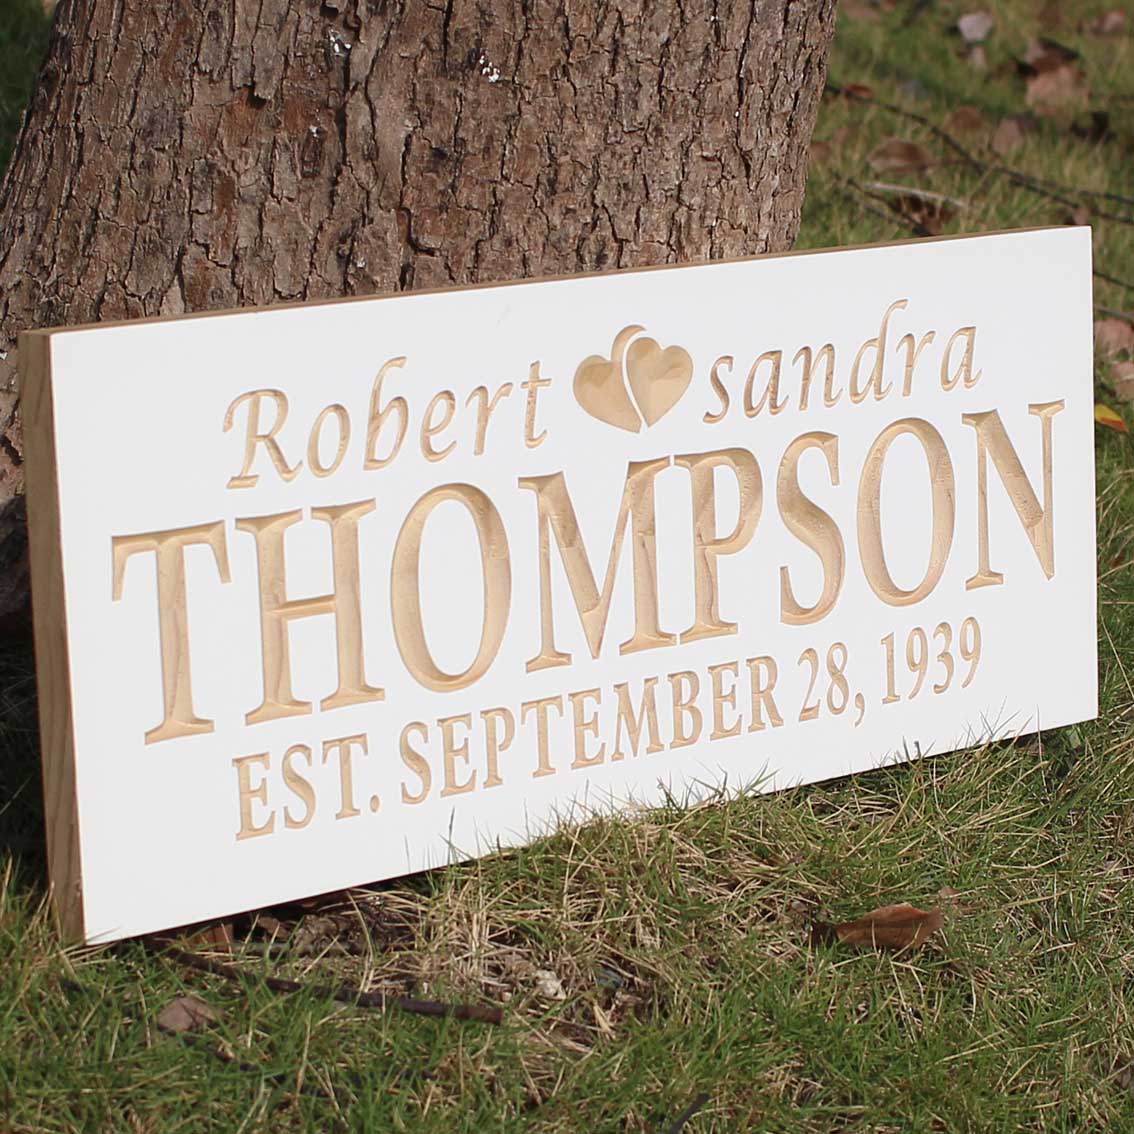 Robert sandra
THOMPSON
EST. SEPTEMBER 28, 1939